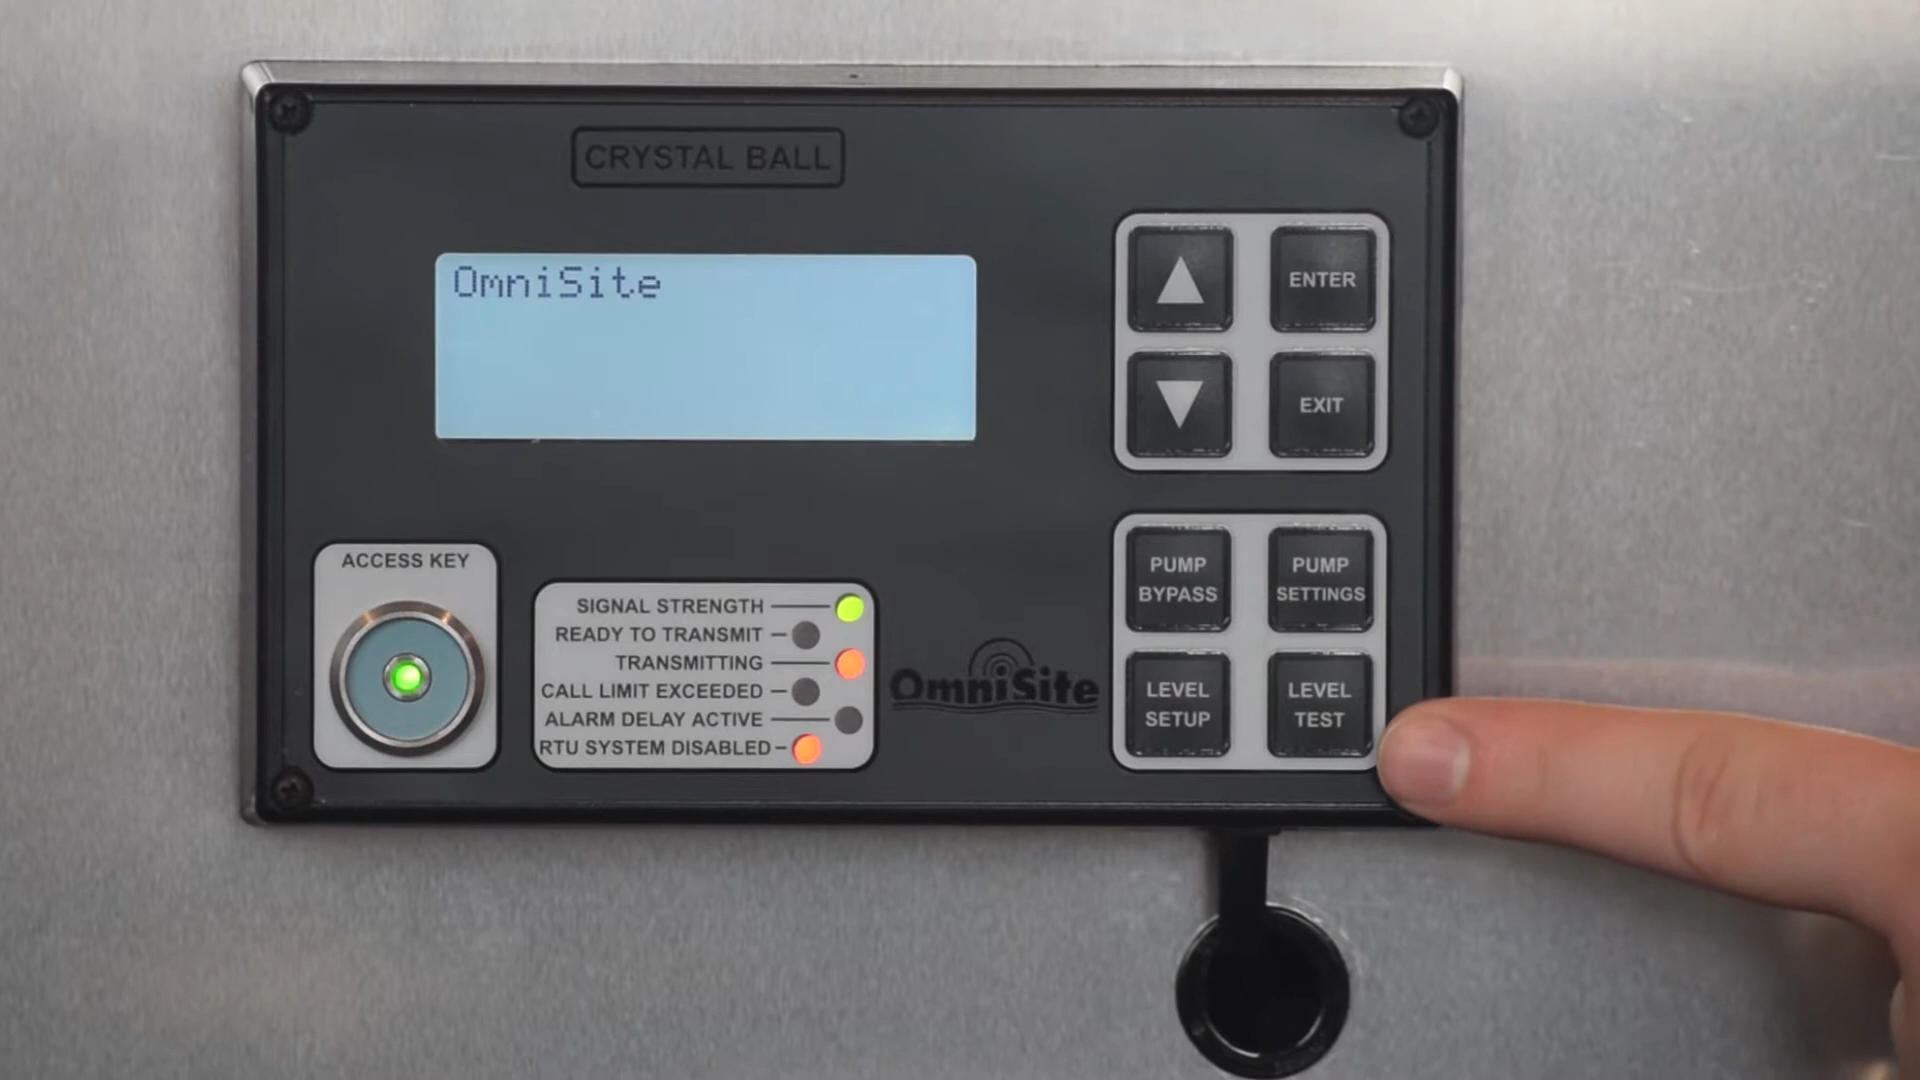 CRYSTAL BALL
OmniSite
ENTER
EXIT
ACCESS KEY
SIGNAL STRENGTH
READY TO TRANSMIT
TRANSMITTING
CALL LIMIT EXCEEDED
ALARM DELAY ACTIVE
RTU SYSTEM DISABLED
OmniSite
PUMP
BYPASS
PUMP
SETTINGS
LEVEL
SETUP
LEVEL
TEST